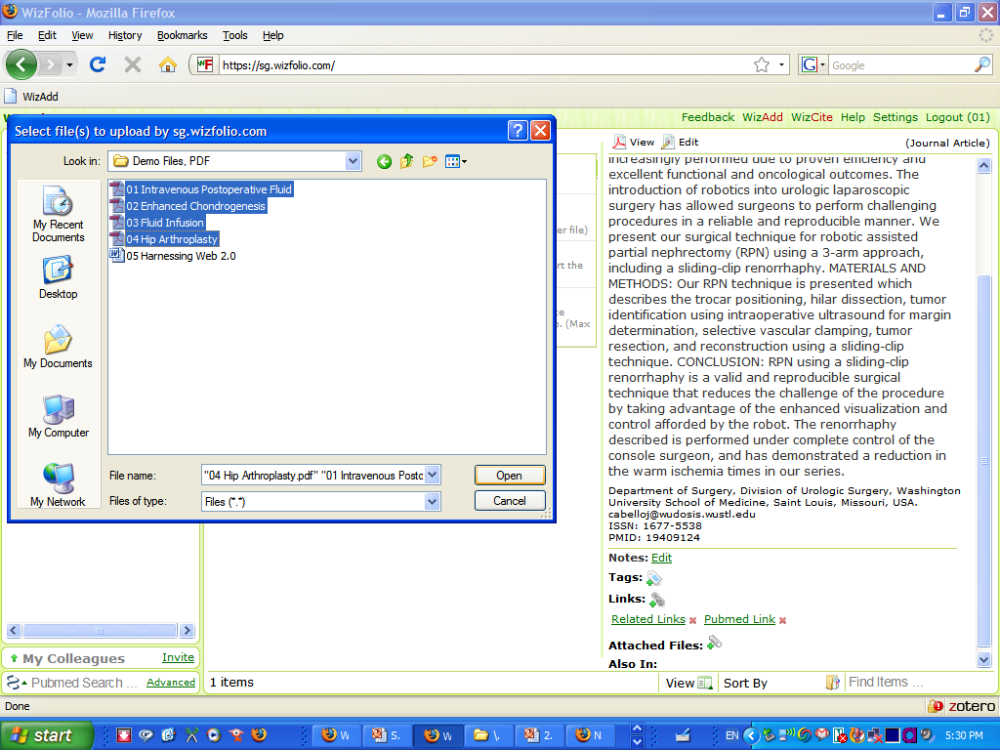 WizFolio - Mozilla Firefox
File Edit View History Bookmarks Tools Help
https://sg.wizfolio.com/
Google
WizAdd
Feedback WizAdd WizCite Help Settings Logout (01)
Select file(s) to upload by sg.wizfolio.com
Look in: Demo Files, PDF
My Recent Documents
Desktop
My Documents
My Computer
My Network
01 Intravenous Postoperative Fluid
02 Enhanced Chondrogenesis
03 Fluid Infusion
04 Hip Arthroplasty
05 Harnessing Web 2.0
File name: "04 Hip Arthroplasty.pdf" "01 Intravenous Posto
Open
Files of type: Files (*.*)
Cancel
er file)
rt the
te
o. (Max
View Edit (Journal Article)
increasingly performed due to proven efficiency and
excellent functional and oncological outcomes. The
introduction of robotics into urologic laparoscopic
surgery has allowed surgeons to perform challenging
procedures in a reliable and reproducible manner. We
present our surgical technique for robotic assisted
partial nephrectomy (RPN) using a 3-arm approach,
including a sliding-clip renorrhaphy. MATERIALS AND
METHODS: Our RPN technique is presented which
describes the trocar positioning, hilar dissection, tumor
identification using intraoperative ultrasound for margin
determination, selective vascular clamping, tumor
resection, and reconstruction using a sliding-clip
technique. CONCLUSION: RPN using a sliding-clip
renorrhaphy is a valid and reproducible surgical
technique that reduces the challenge of the procedure
by taking advantage of the enhanced visualization and
control afforded by the robot. The renorrhaphy
described is performed under complete control of the
console surgeon, and has demonstrated a reduction in
the warm ischemia times in our series.
Department of Surgery, Division of Urologic Surgery, Washington
University School of Medicine, Saint Louis, Missouri, USA.
cabelloj@wudosis.wustl.edu
ISSN: 1677-5538
PMID: 19409124
Notes: Edit
Tags:
Links:
Related Links Pubmed Link
Attached Files:
Also In:
My Colleagues Invite
Pubmed Search ... Advanced
1 items
View Sort By Find Items ...
Done
zotero
start
W
S.
W
\.
2.
N
EN
5:30 PM